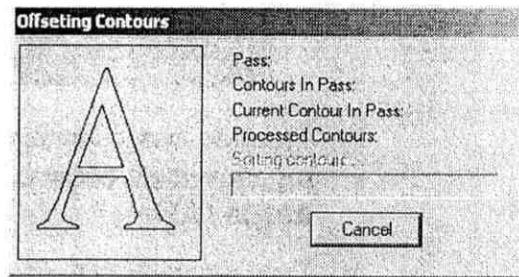 Offseting Contours
A
Pass:
Contours In Pass:
Current Contour In Pass:
Processed Contours:
Sorting contours...
Cancel